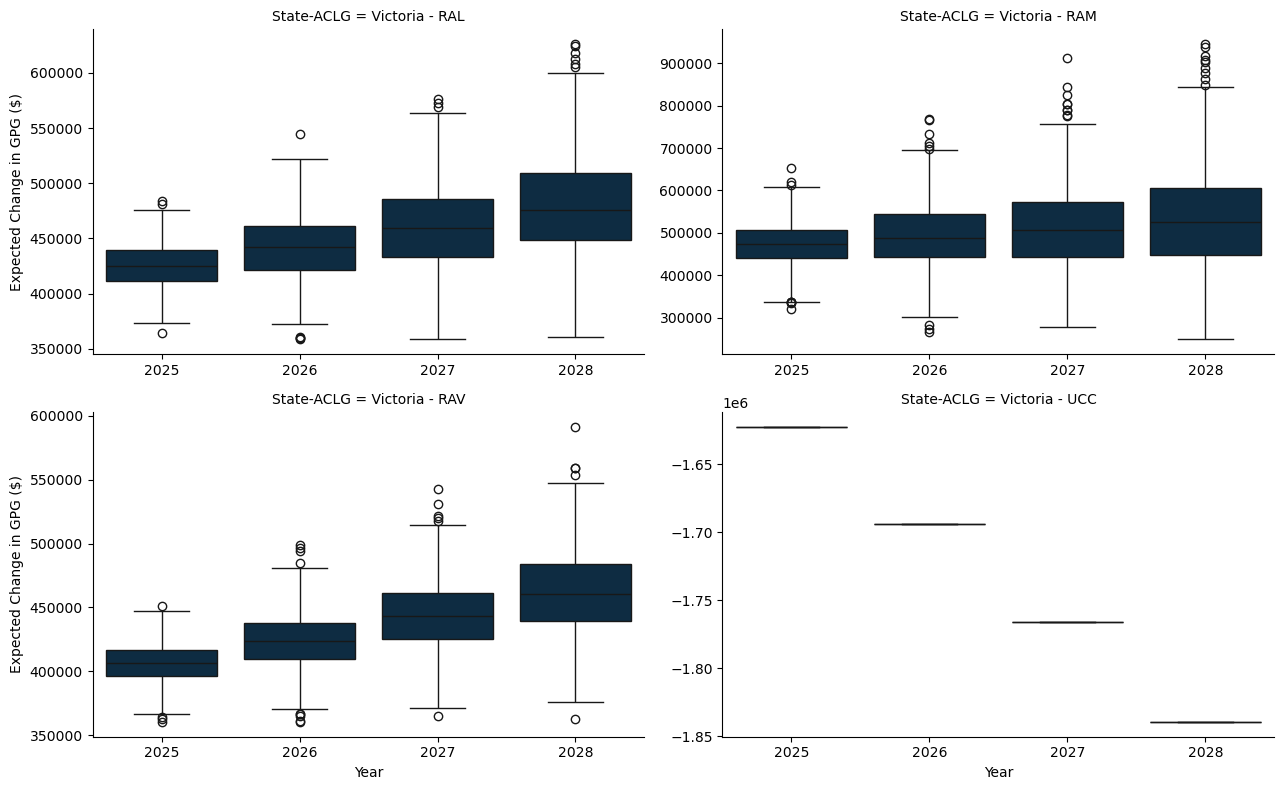 State-ACLG = Victoria - RAL
Expected Change in GPG ($)
600000
550000
500000
450000
400000
350000
2025 2026 2027 2028
State-ACLG = Victoria - RAM
900000
800000
700000
600000
500000
400000
300000
2025 2026 2027 2028
State-ACLG = Victoria - RAV
Expected Change in GPG ($)
600000
550000
500000
450000
400000
350000
2025 2026 2027 2028
Year
State-ACLG = Victoria - UCC
1e6
−1.65
−1.70
−1.75
−1.80
−1.85
2025 2026 2027 2028
Year